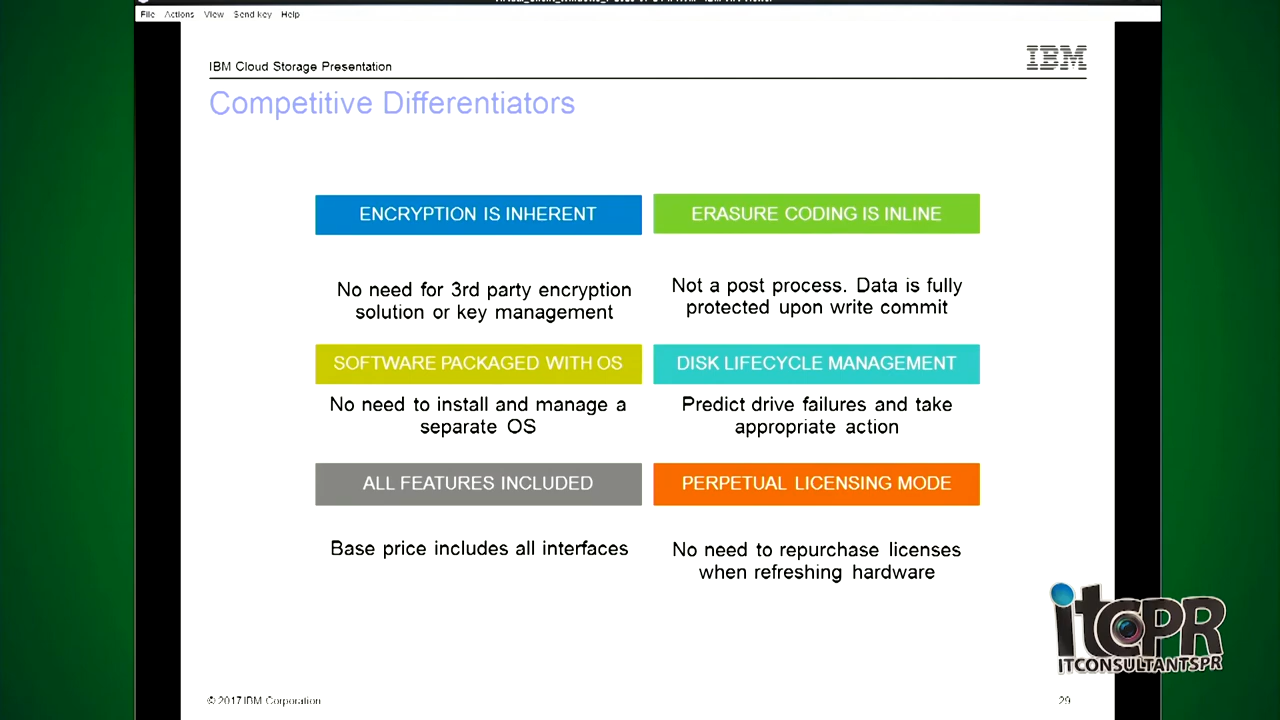 File Actions View Send key Help
IBM Cloud Storage Presentation
IBM
Competitive Differentiators
ENCRYPTION IS INHERENT
ERASURE CODING IS INLINE
No need for 3rd party encryption
solution or key management
Not a post process. Data is fully
protected upon write commit
SOFTWARE PACKAGED WITH OS
DISK LIFECYCLE MANAGEMENT
No need to install and manage a
separate OS
Predict drive failures and take
appropriate action
ALL FEATURES INCLUDED
PERPETUAL LICENSING MODE
Base price includes all interfaces
No need to repurchase licenses
when refreshing hardware
itCPR
ITCONSULTANTSPR
© 2017 IBM Corporation
29